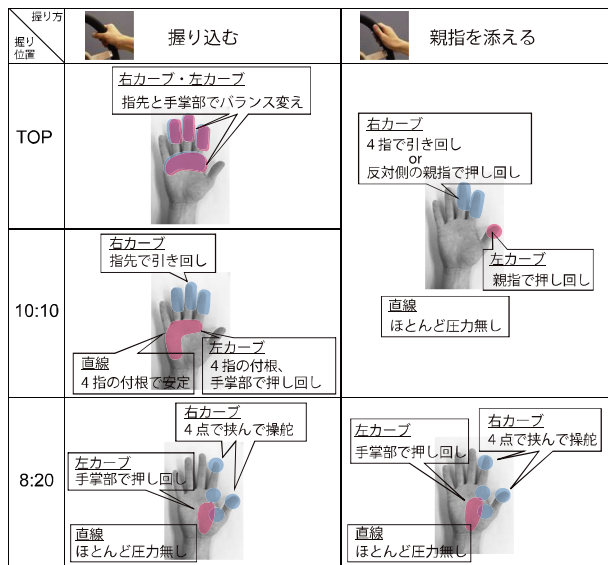 握り方
握り
位置
握り込む
親指を添える
TOP
右カーブ・左カーブ
指先と手掌部でバランス変え
右カーブ
4指で引き回し
or
反対側の親指で押し回し
左カーブ
親指で押し回し
直線
ほとんど圧力無し
10:10
右カーブ
指先で引き回し
直線
4指の付根で安定
左カーブ
4指の付根、
手掌部で押し回し
8:20
右カーブ
4点で挟んで操舵
左カーブ
手掌部で押し回し
直線
ほとんど圧力無し
左カーブ
手掌部で押し回し
右カーブ
4点で挟んで操舵
直線
ほとんど圧力無し